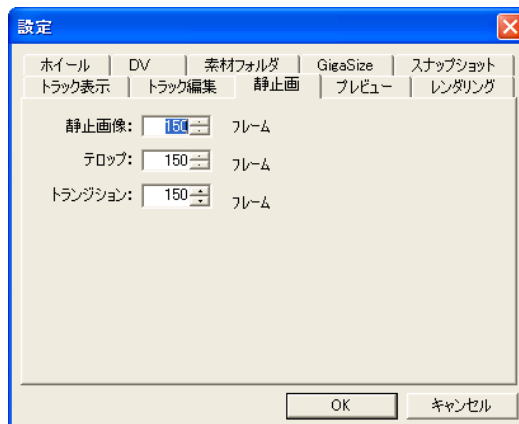 設定
ホイール DV 素材フォルダ GigaSize スナップショット
トラック表示 トラック編集 静止画 プレビュー レンダリング
静止画像: 150 フレーム
テロップ: 150 フレーム
トランジション: 150 フレーム
OK キャンセル